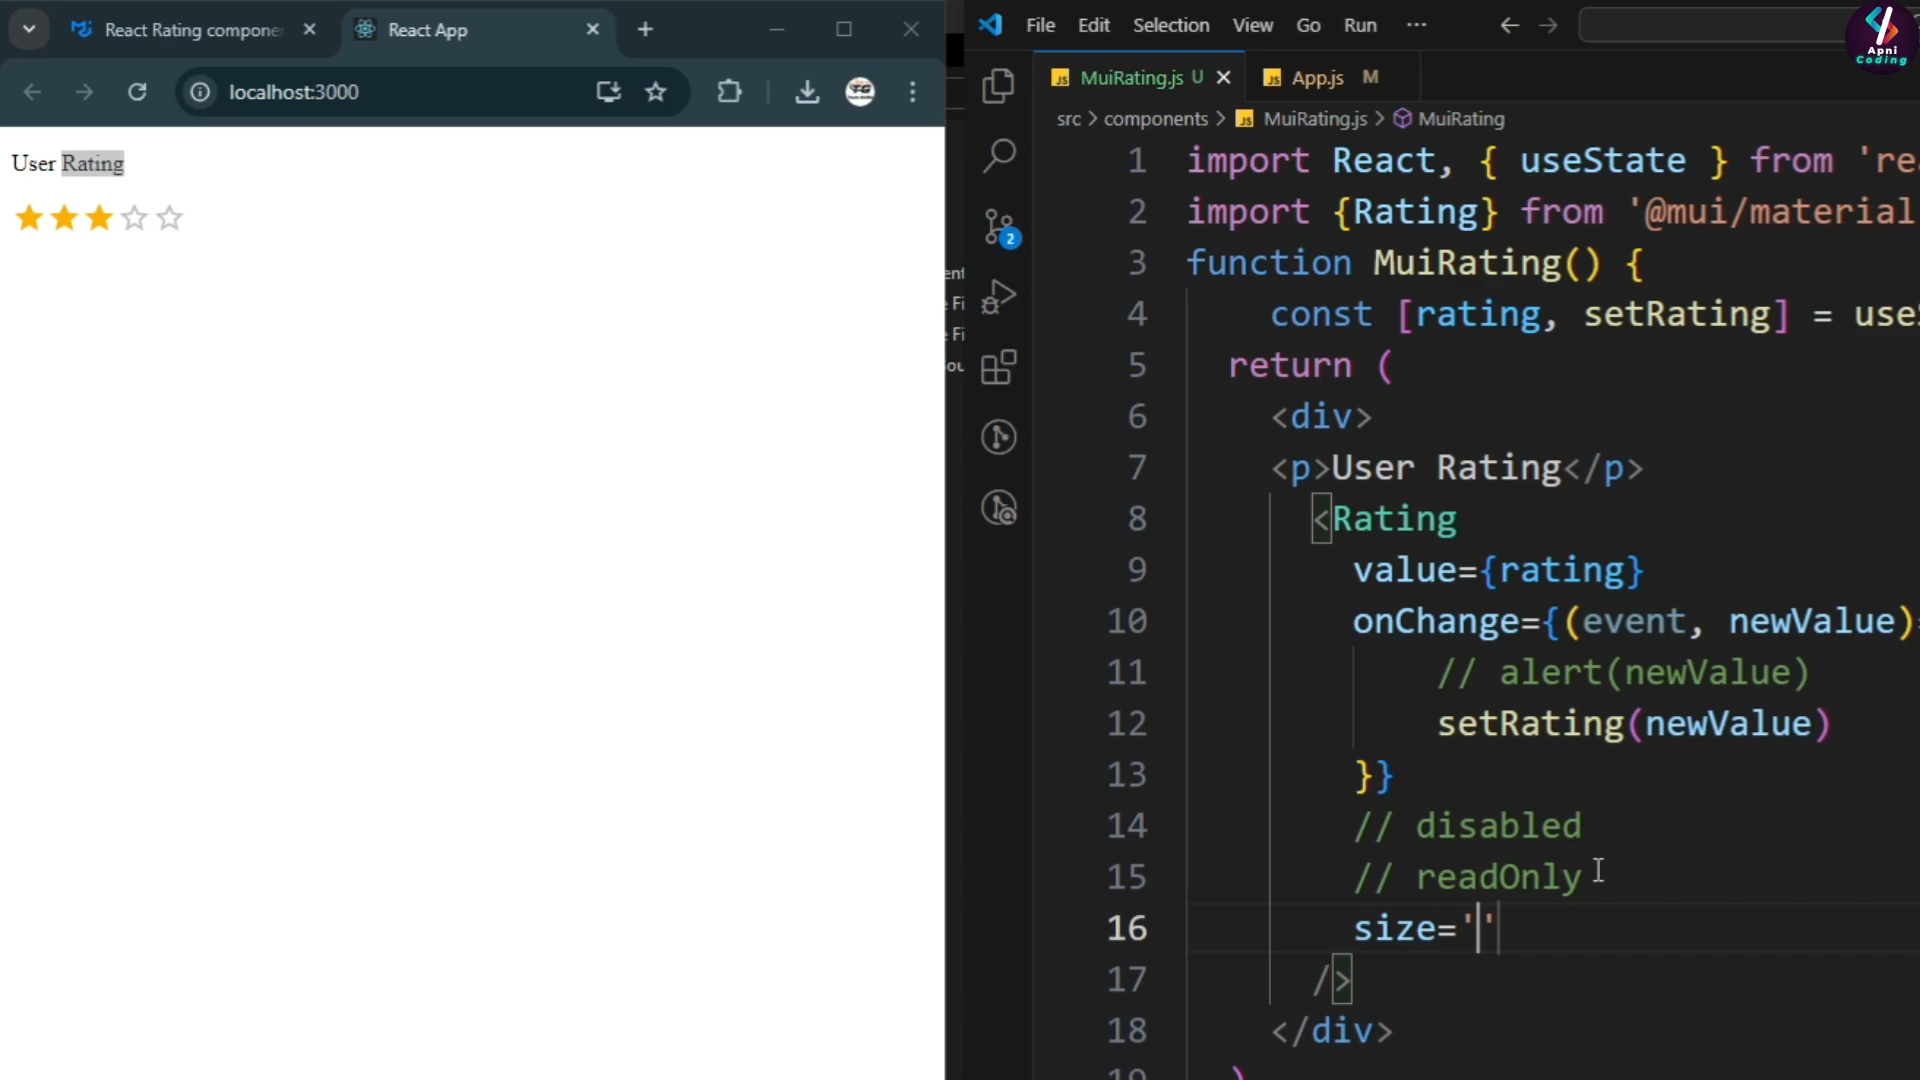 React Rating componen
React App
localhost:3000
User Rating
File Edit Selection View Go Run ...
Apni
Coding
MuiRating.js U
App.js M
src > components > MuiRating.js > MuiRating
2
1 import React, { useState } from 're
2 import {Rating} from '@mui/material
3 function MuiRating() {
4 const [rating, setRating] = use
5 return (
6 <div>
7 <p>User Rating</p>
8 <Rating
9 value={rating}
10 onChange={(event, newValue)
11 // alert(newValue)
12 setRating(newValue)
13 }}
14 // disabled
15 // readOnly
16 size=''
17 />
18 </div>
19 )